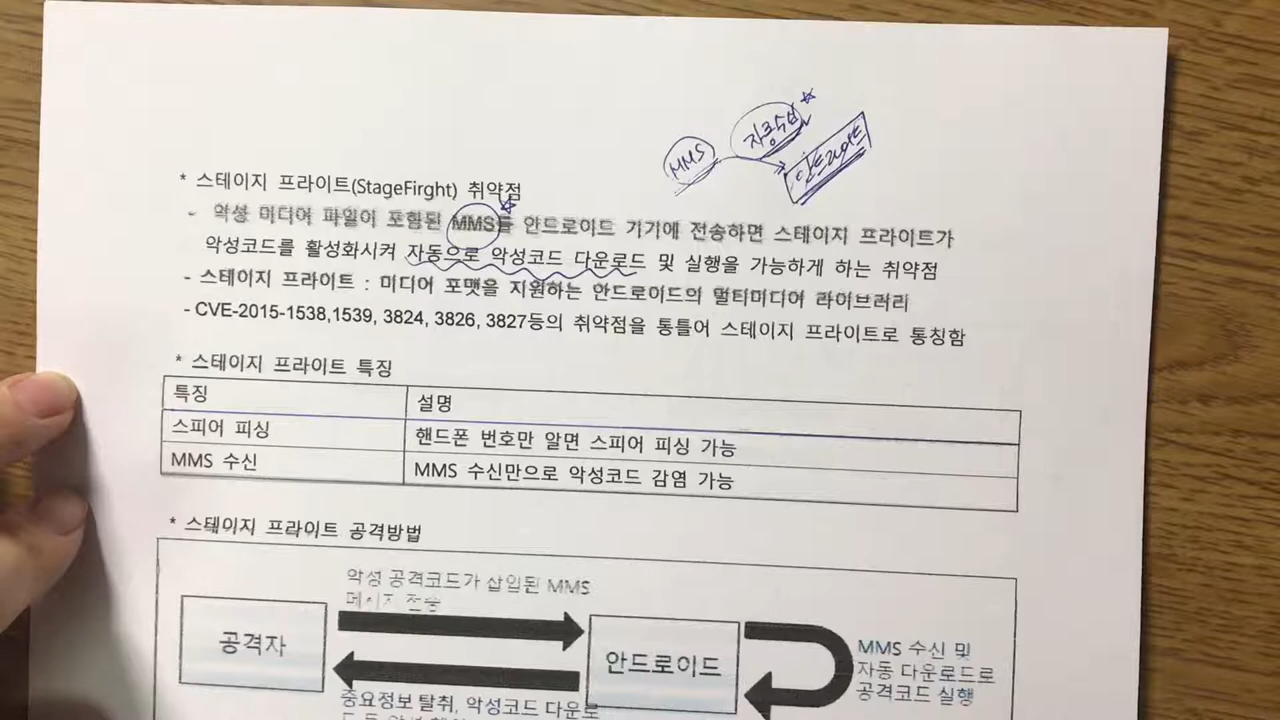 MMS
자동수신
안드로이드
* 스테이지 프라이트(StageFirght) 취약점
- 악성 미디어 파일이 포함된 MMS를 안드로이드 기기에 전송하면 스테이지 프라이트가
악성코드를 활성화시켜 자동으로 악성코드 다운로드 및 실행을 가능하게 하는 취약점
- 스테이지 프라이트 : 미디어 포맷을 지원하는 안드로이드의 멀티미디어 라이브러리
- CVE-2015-1538,1539, 3824, 3826, 3827등의 취약점을 통틀어 스테이지 프라이트로 통칭함
* 스테이지 프라이트 특징
특징 설명
스피어 피싱 핸드폰 번호만 알면 스피어 피싱 가능
MMS 수신 MMS 수신만으로 악성코드 감염 가능
* 스테이지 프라이트 공격방법
악성 공격코드가 삽입된 MMS
메시지 전송
공격자
안드로이드
MMS 수신 및
자동 다운로드로
공격코드 실행
중요정보 탈취, 악성코드 다운로